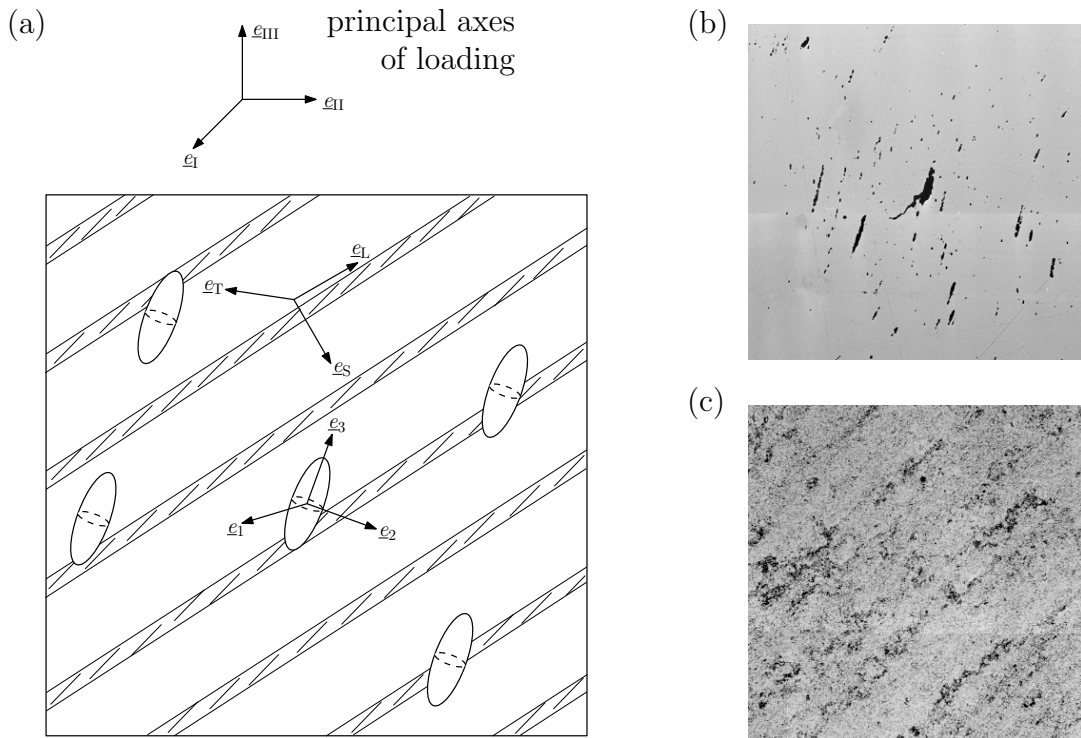 (a)
principal axes
of loading
e_III
e_II
e_I
e_L
e_T
e_S
e_3
e_1
e_2
(b)
(c)